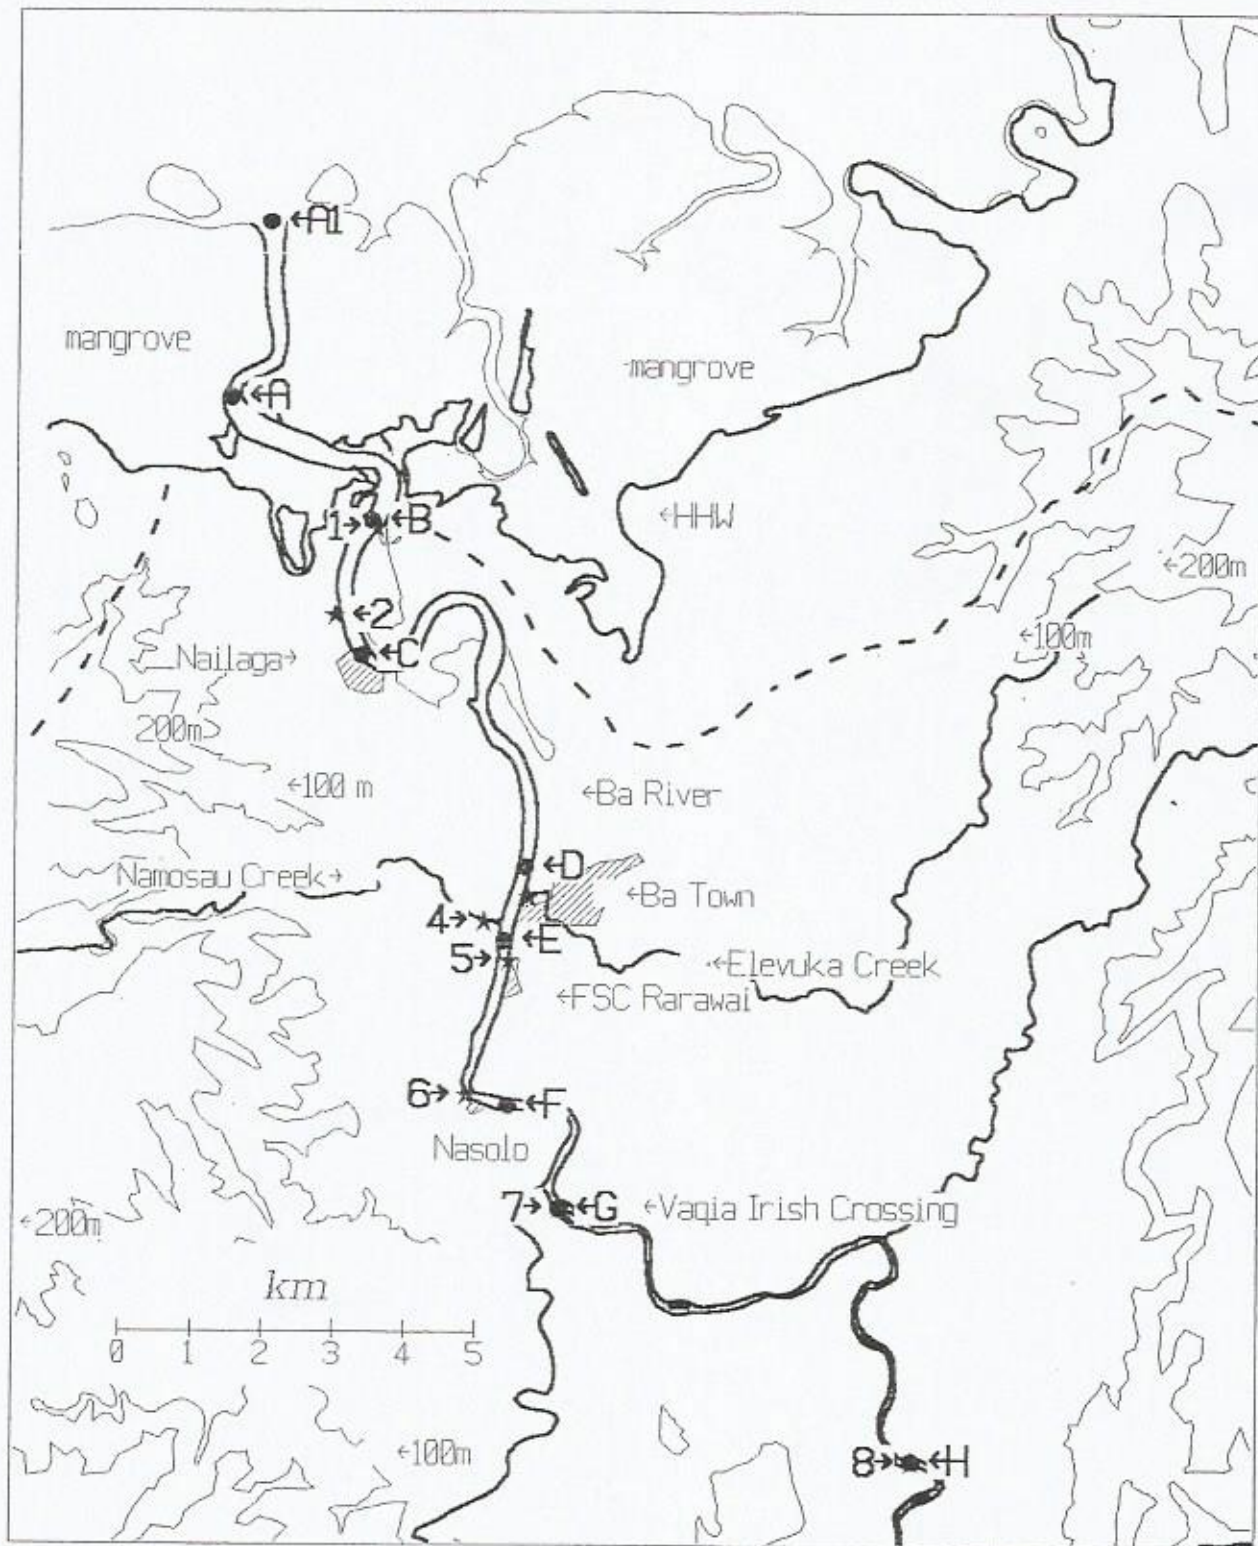 ←A1
mangrove
mangrove
←A
←HHW
1→ ←B
←200m
←2
←100m
Nailaga→ ←C
200m
←100 m
←Ba River
Namosau Creek→
←D
←Ba Town
4→
←E
5→
←Elevuka Creek
←FSC Rarawai
6→ ←F
Nasolo
7→ ←G ←Vaqia Irish Crossing
←200m
km
0 1 2 3 4 5
←100m
8→ ←H